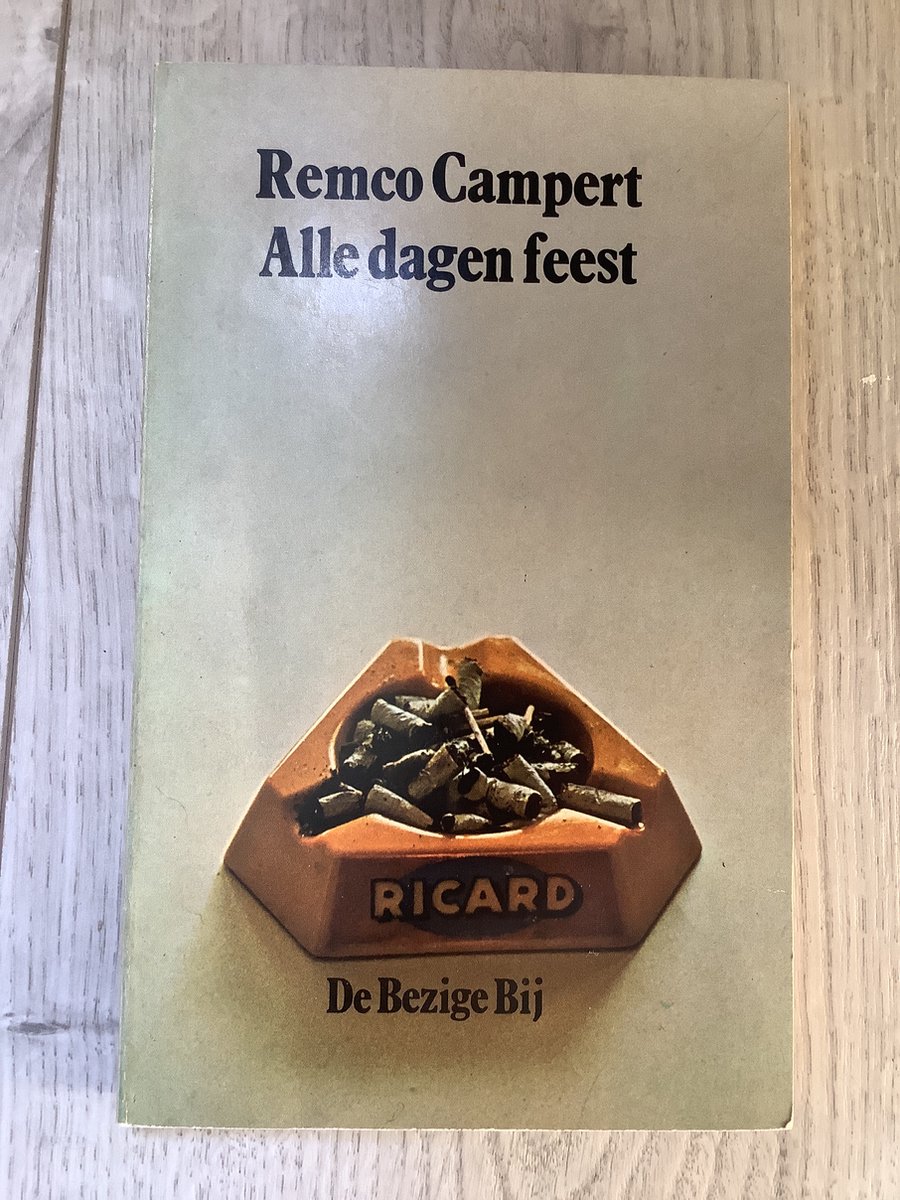 Remco Campert
Alle dagen feest
RICARD
De Bezige Bij